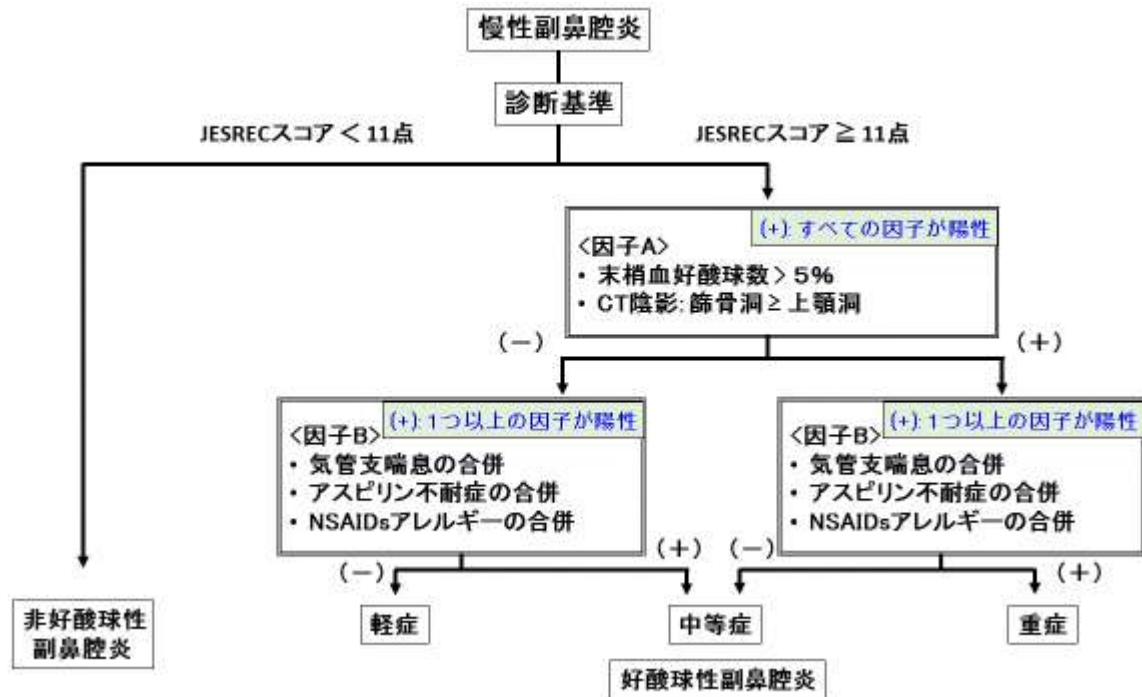 慢性副鼻腔炎
診断基準
JESRECスコア < 11点
JESRECスコア ≧ 11点
(+): すべての因子が陽性
<因子A>
・ 末梢血好酸球数 > 5%
・ CT陰影: 篩骨洞 ≧ 上顎洞
(－)
(＋)
(+): 1つ以上の因子が陽性
<因子B>
・ 気管支喘息の合併
・ アスピリン不耐症の合併
・ NSAIDsアレルギーの合併
(+): 1つ以上の因子が陽性
<因子B>
・ 気管支喘息の合併
・ アスピリン不耐症の合併
・ NSAIDsアレルギーの合併
(－)
(＋)
(－)
(＋)
非好酸球性
副鼻腔炎
軽症
中等症
重症
好酸球性副鼻腔炎